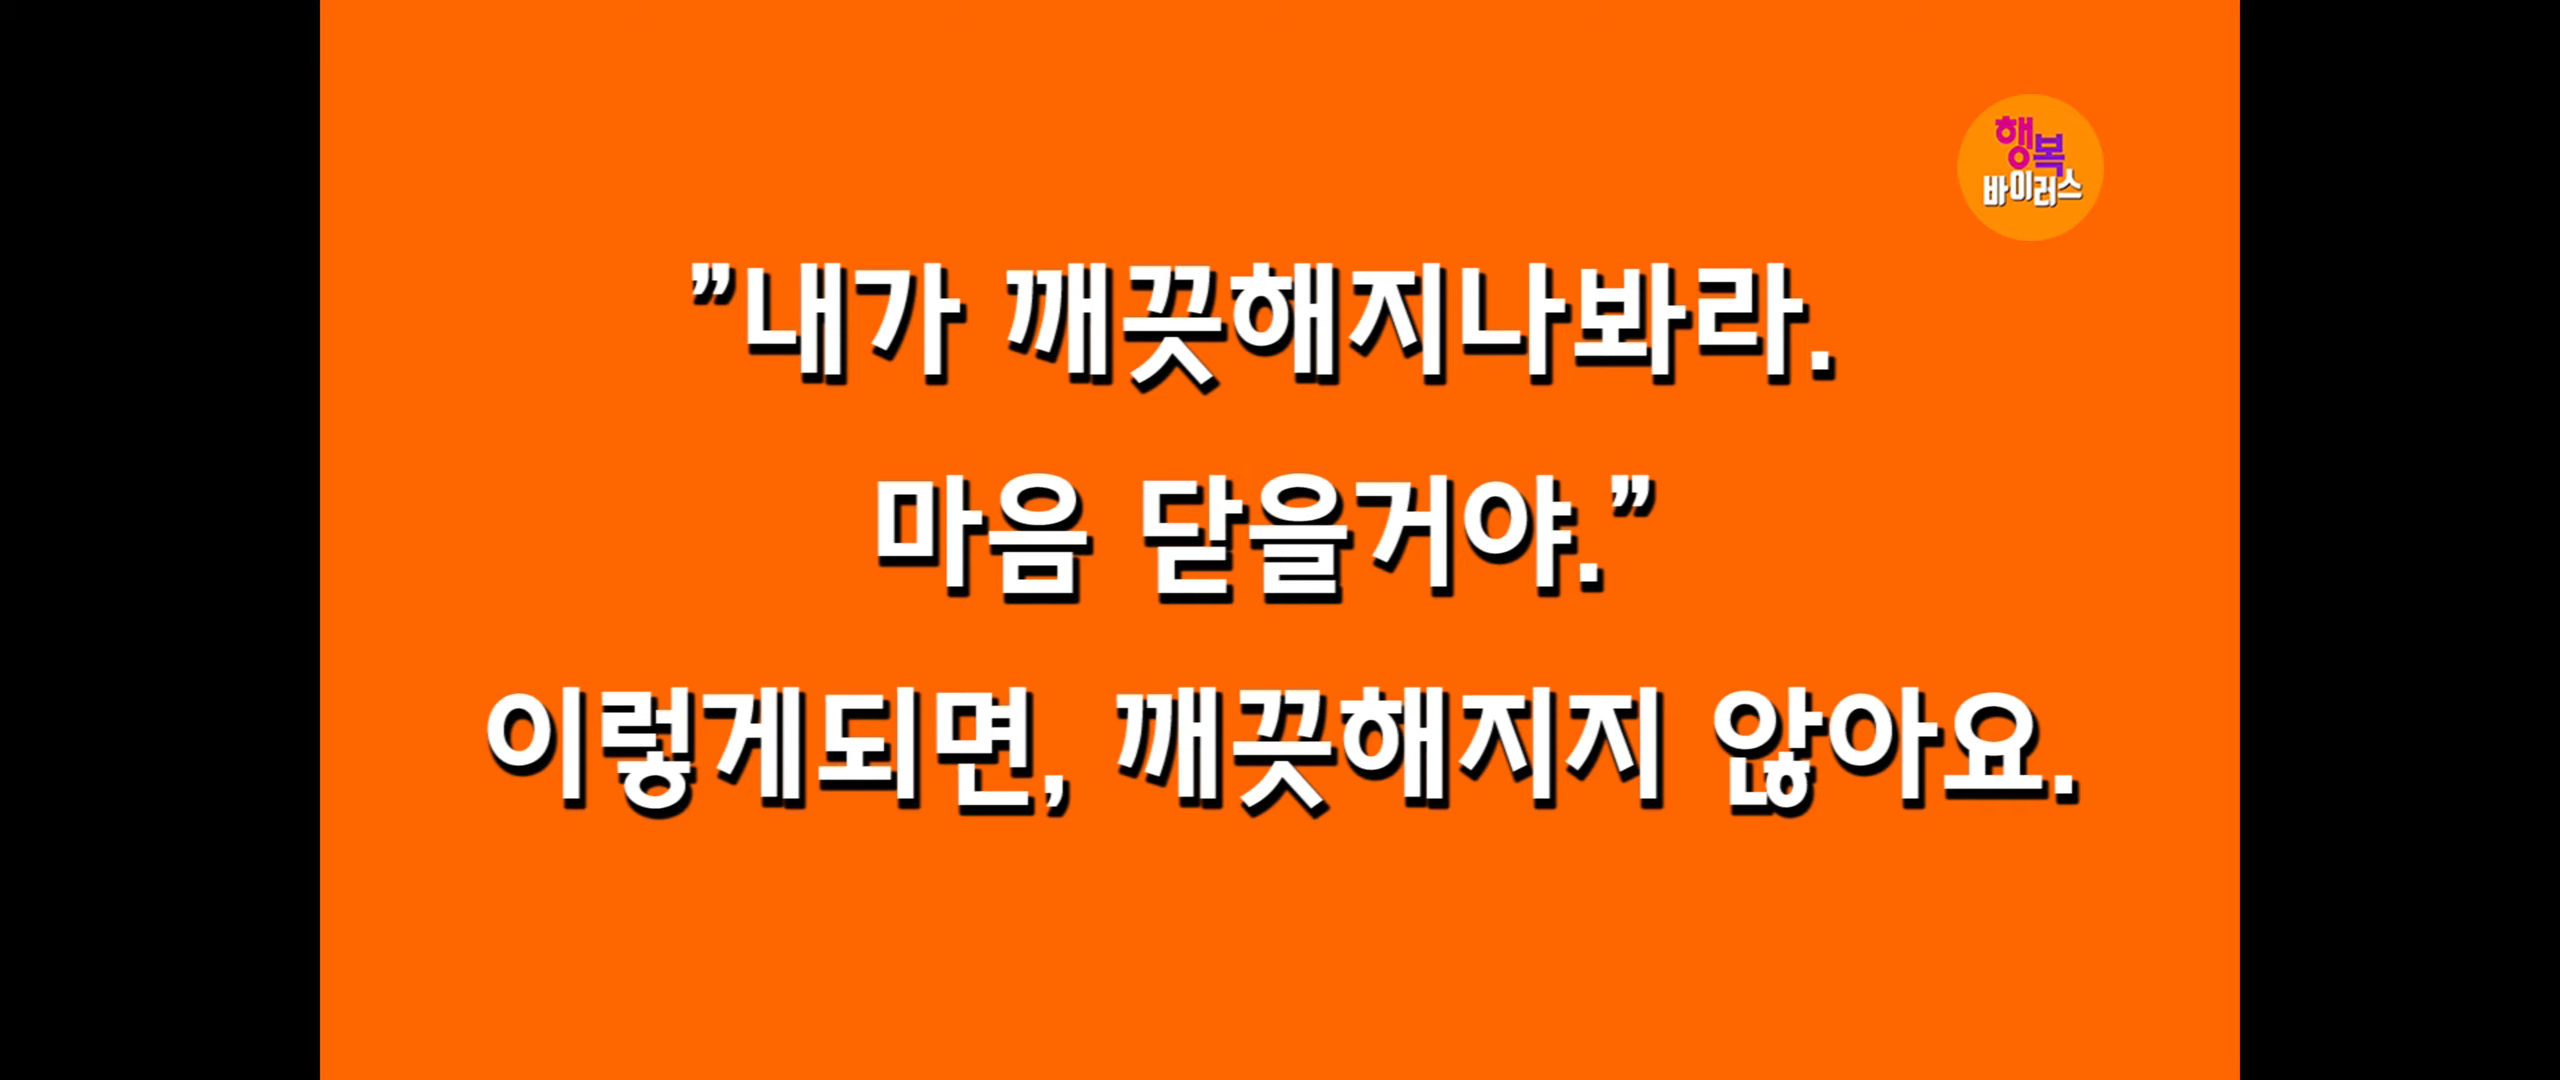 행복
바이러스
”내가 깨끗해지나봐라.
마음 닫을거야.”
이렇게되면, 깨끗해지지 않아요.